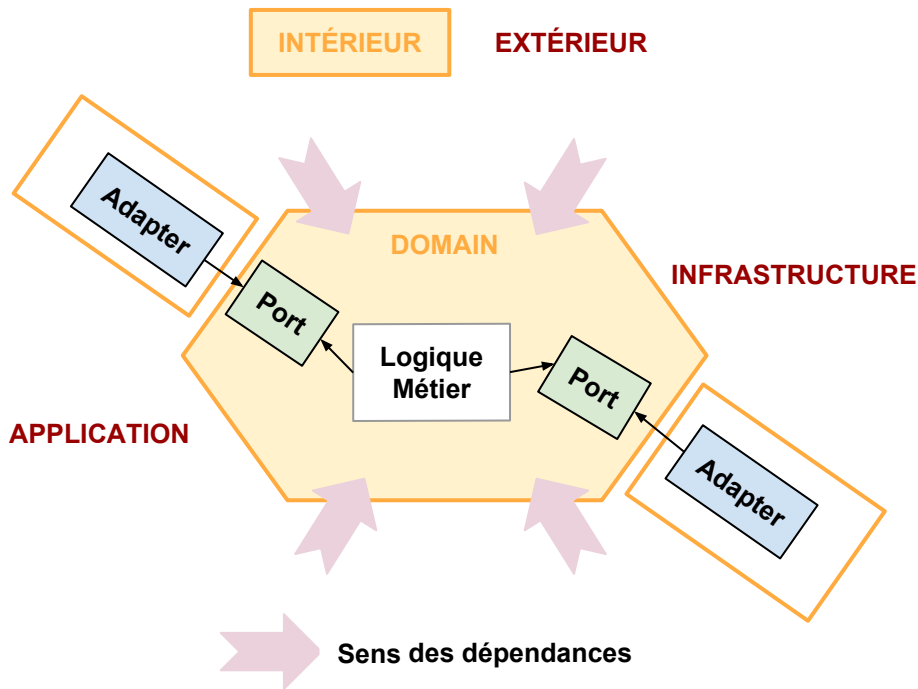 INTÉRIEUR
EXTÉRIEUR
Adapter
DOMAIN
INFRASTRUCTURE
Port
Logique
Métier
Port
APPLICATION
Adapter
Sens des dépendances